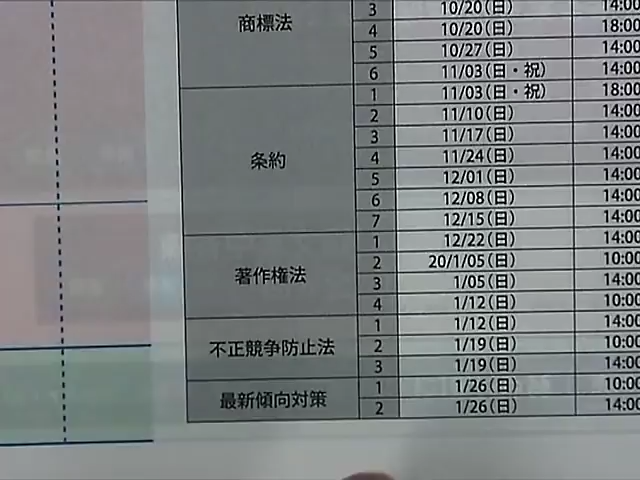 商標法
3 10/20(日) 14:00
4 10/20(日) 18:00
5 10/27(日) 14:00
6 11/03(日・祝) 14:00
条約
1 11/03(日・祝) 18:00
2 11/10(日) 14:00
3 11/17(日) 14:00
4 11/24(日) 14:00
5 12/01(日) 14:00
6 12/08(日) 14:00
7 12/15(日) 14:00
著作権法
1 12/22(日) 14:00
2 20/1/05(日) 10:00
3 1/05(日) 14:00
4 1/12(日) 10:00
不正競争防止法
1 1/12(日) 14:00
2 1/19(日) 10:00
3 1/19(日) 14:00
最新傾向対策
1 1/26(日) 10:00
2 1/26(日) 14:00